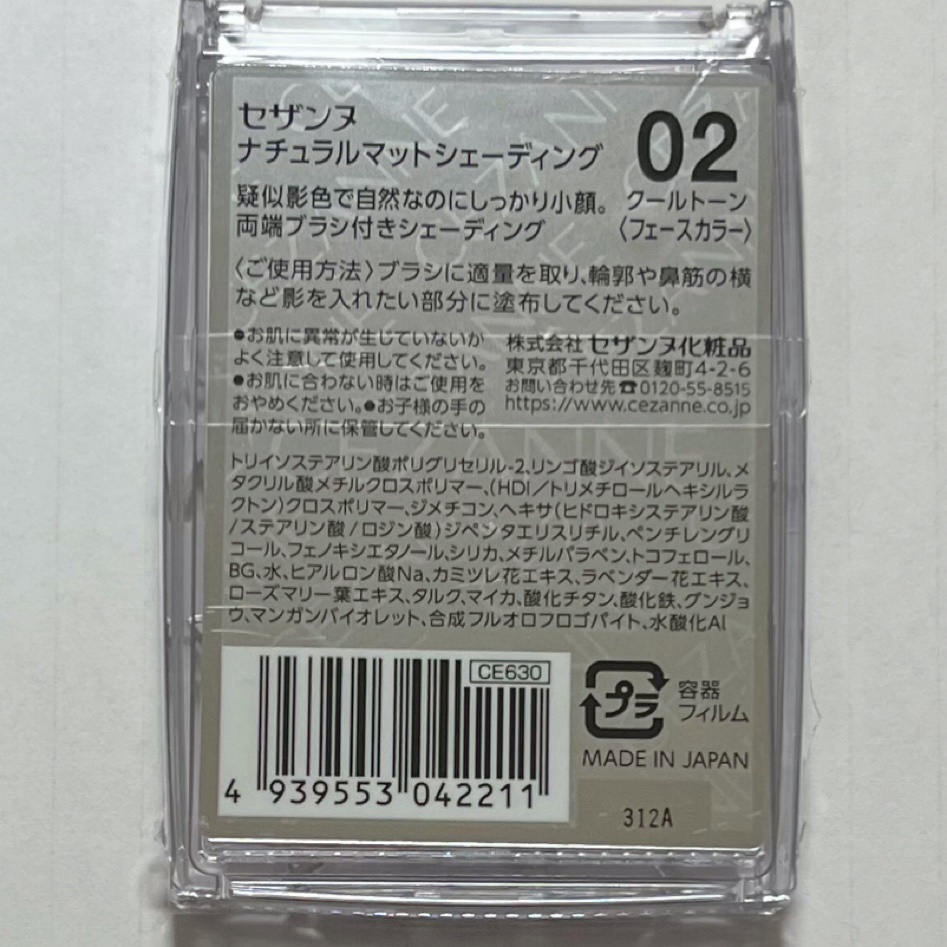 セザンヌ
ナチュラルマットシェーディング
02
クールトーン
〈フェースカラー〉
疑似影色で自然なのにしっかり小顔。
両端ブラシ付きシェーディング
〈ご使用方法〉ブラシに適量を取り、輪郭や鼻筋の横
など影を入れたい部分に塗布してください。
●お肌に異常が生じていないか
よく注意して使用してください。
●お肌に合わない時はご使用を
おやめください。●お子様の手の
届かない所に保管してください。
株式会社 セザンヌ化粧品
東京都千代田区麹町4-2-6
お問い合わせ先☎0120-55-8515
https://www.cezanne.co.jp
トリイソステアリン酸ポリグリセリル-2、リンゴ酸ジイソステアリル、メ
タクリル酸メチルクロスポリマー、(HDI/トリメチロールヘキシルラ
クトン)クロスポリマー、ジメチコン、ヘキサ(ヒドロキシステアリン酸
/ステアリン酸/ロジン酸)ジペンタエリスリチル、ペンチレングリ
コール、フェノキシエタノール、シリカ、メチルパラベン、トコフェロール、
BG、水、ヒアルロン酸Na、カミツレ花エキス、ラベンダー花エキス、
ローズマリー葉エキス、タルク、マイカ、酸化チタン、酸化鉄、グンジョ
ウ、マンガンバイオレット、合成フルオロフロゴパイト、水酸化Al
CE630
4 939553 042211
プラ
容器
フィルム
MADE IN JAPAN
312A